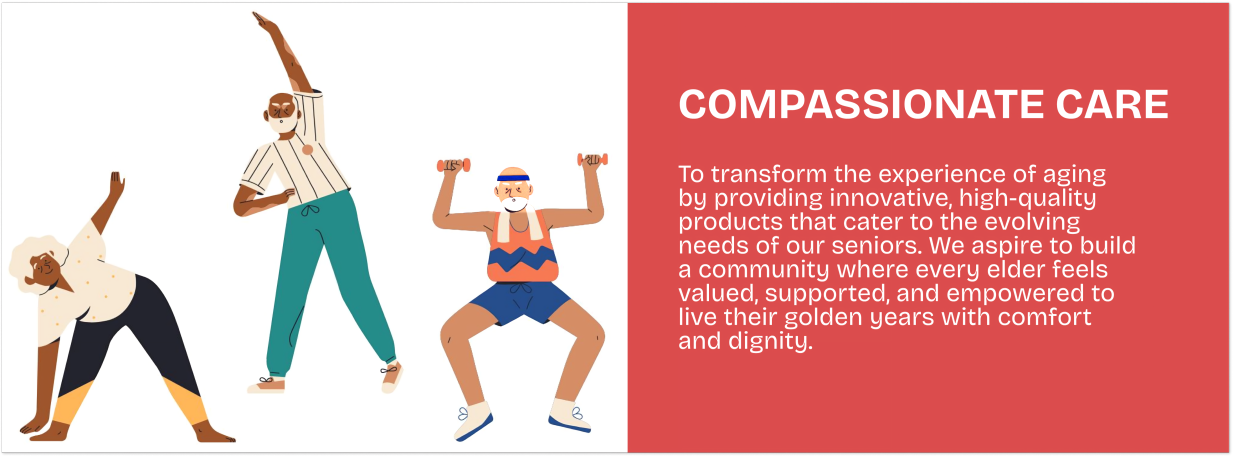 COMPASSIONATE CARE
To transform the experience of aging
by providing innovative, high-quality
products that cater to the evolving
needs of our seniors. We aspire to build
a community where every elder feels
valued, supported, and empowered to
live their golden years with comfort
and dignity.